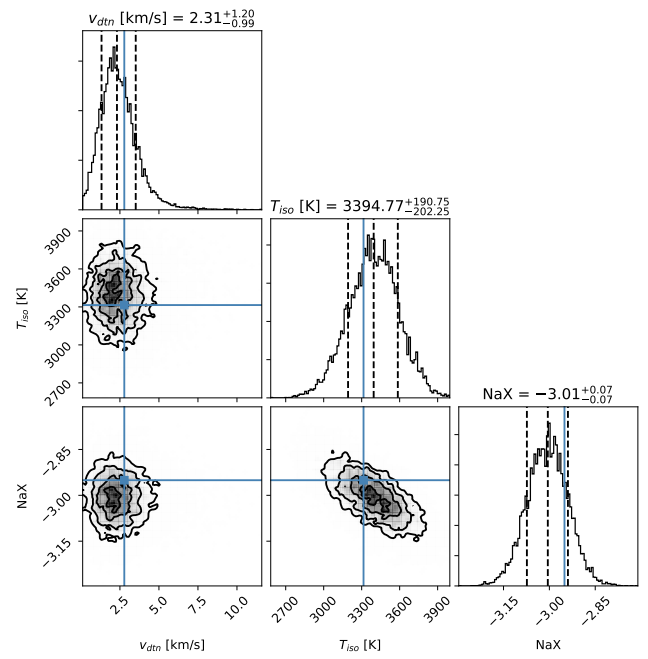 v_dtn [km/s] = 2.31^{+1.20}_{−0.99}
T_iso [K] = 3394.77^{+190.75}_{−202.25}
3900
3600
3300
3000
2700
T_iso [K]
NaX = −3.01^{+0.07}_{−0.07}
−2.85
−3.00
−3.15
NaX
2.5 5.0 7.5 10.0
2700 3000 3300 3600 3900
−3.15 −3.00 −2.85
v_dtn [km/s]
T_iso [K]
NaX